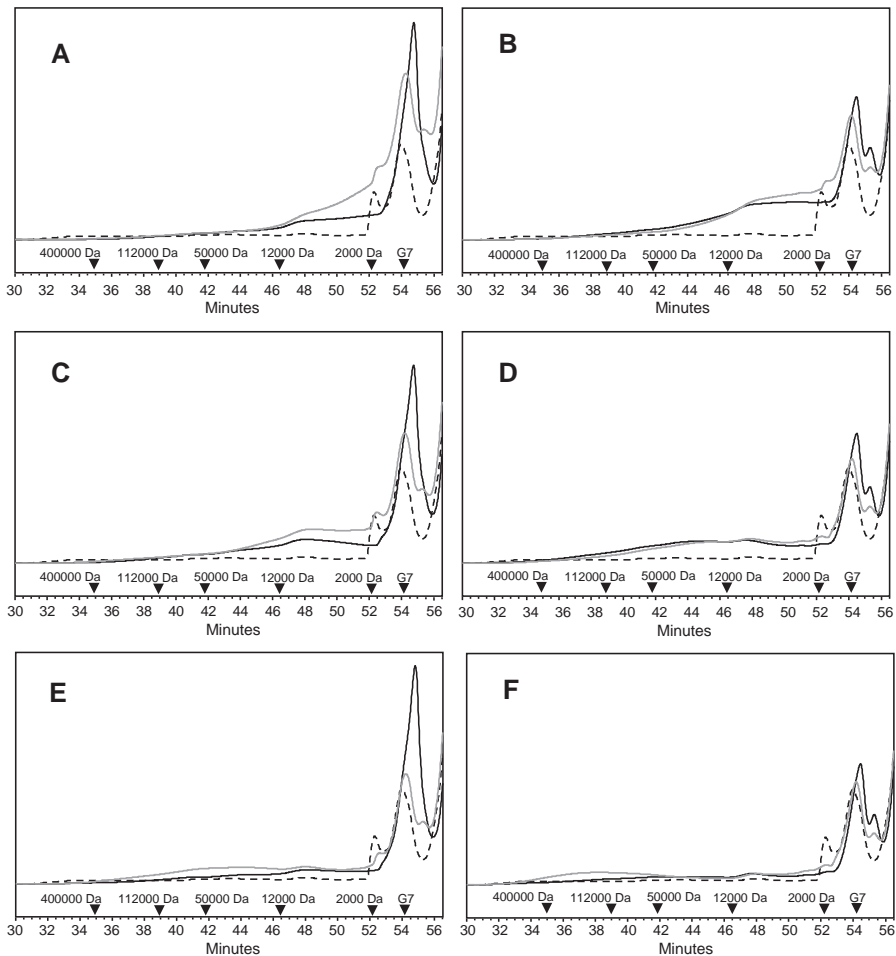 A
400000 Da 112000 Da 50000 Da 12000 Da 2000 Da G7
30 32 34 36 38 40 42 44 46 48 50 52 54 56
Minutes
B
400000 Da 112000 Da 50000 Da 12000 Da 2000 Da G7
30 32 34 36 38 40 42 44 46 48 50 52 54 56
Minutes
C
400000 Da 112000 Da 50000 Da 12000 Da 2000 Da G7
30 32 34 36 38 40 42 44 46 48 50 52 54 56
Minutes
D
400000 Da 112000 Da 50000 Da 12000 Da 2000 Da G7
30 32 34 36 38 40 42 44 46 48 50 52 54 56
Minutes
E
400000 Da 112000 Da 50000 Da 12000 Da 2000 Da G7
30 32 34 36 38 40 42 44 46 48 50 52 54 56
Minutes
F
400000 Da 112000 Da 50000 Da 12000 Da 2000 Da G7
30 32 34 36 38 40 42 44 46 48 50 52 54 56
Minutes